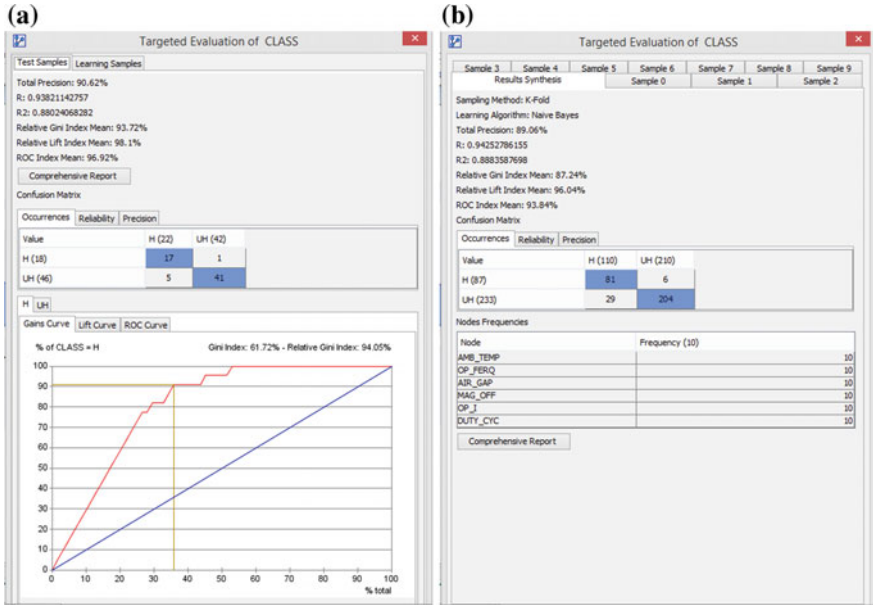 (a)
Targeted Evaluation of CLASS
Test Samples Learning Samples
Total Precision: 90.62%
R: 0.93821142757
R2: 0.88024068282
Relative Gini Index Mean: 93.72%
Relative Lift Index Mean: 98.1%
ROC Index Mean: 96.92%
Comprehensive Report
Confusion Matrix
Occurrences Reliability Precision
Value H (22) UH (42)
H (18) 17 1
UH (46) 5 41
H UH
Gains Curve Lift Curve ROC Curve
% of CLASS = H Gini Index: 61.72% - Relative Gini Index: 94.05%
100
90
80
70
60
50
40
30
20
10
0
0 10 20 30 40 50 60 70 80 90 100
% total
(b)
Targeted Evaluation of CLASS
Sample 3 Sample 4 Sample 5 Sample 6 Sample 7 Sample 8 Sample 9
Results Synthesis Sample 0 Sample 1 Sample 2
Sampling Method: K-Fold
Learning Algorithm: Naive Bayes
Total Precision: 89.06%
R: 0.94252786155
R2: 0.8883587698
Relative Gini Index Mean: 87.24%
Relative Lift Index Mean: 96.04%
ROC Index Mean: 93.84%
Confusion Matrix
Occurrences Reliability Precision
Value H (110) UH (210)
H (87) 81 6
UH (233) 29 204
Nodes Frequencies
Node Frequency (10)
AMB_TEMP 10
OP_FERQ 10
AIR_GAP 10
MAG_OFF 10
OP_I 10
DUTY_CYC 10
Comprehensive Report